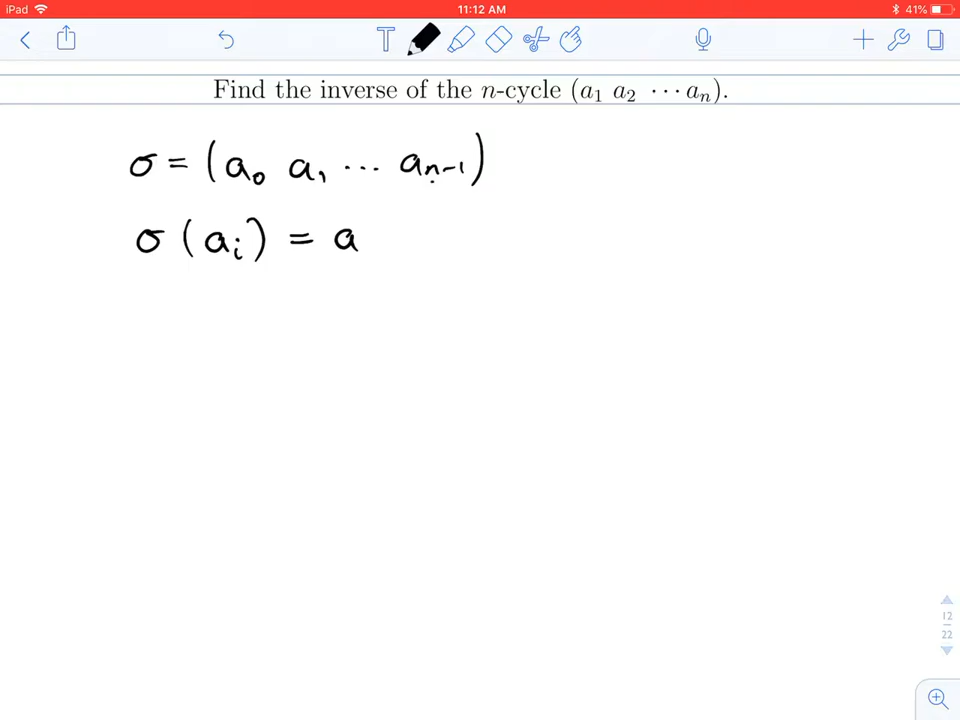 iPad 11:12 AM 41%
T
Find the inverse of the n-cycle (a₁ a₂ ⋯ aₙ).
σ = (a₀ a₁ ⋯ aₙ₋₁)
σ(aᵢ) = a
12
22